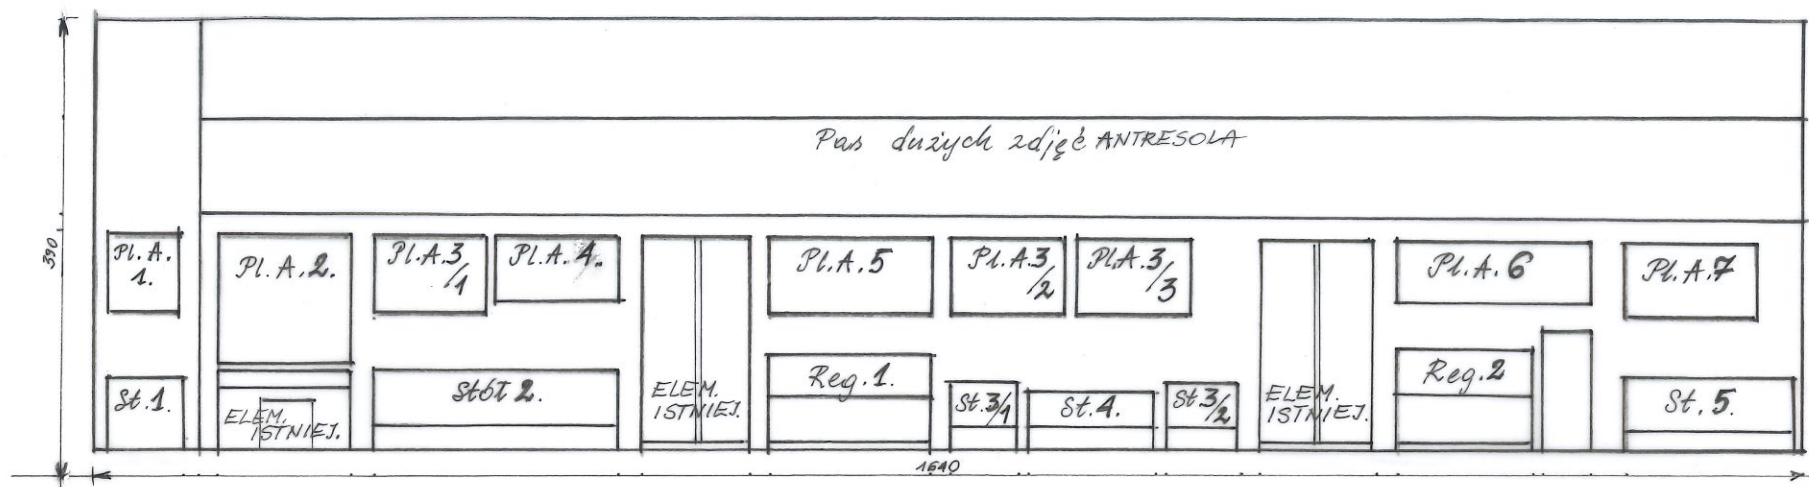 Pas dużych zdjęć ANTRESOLA
390
Pl. A.
1.
Pl. A. 2.
Pl. A. 3/1
Pl. A. 4.
Pl. A. 5
Pl. A. 3/2
Pl. A. 3/3
Pl. A. 6
Pl. A. 7
St. 1.
ELEM.
ISTNIEJ.
Stół 2.
ELEM.
ISTNIEJ.
Reg. 1.
St. 3/1
St. 4.
St. 3/2
ELEM.
ISTNIEJ.
Reg. 2
St. 5.
1640